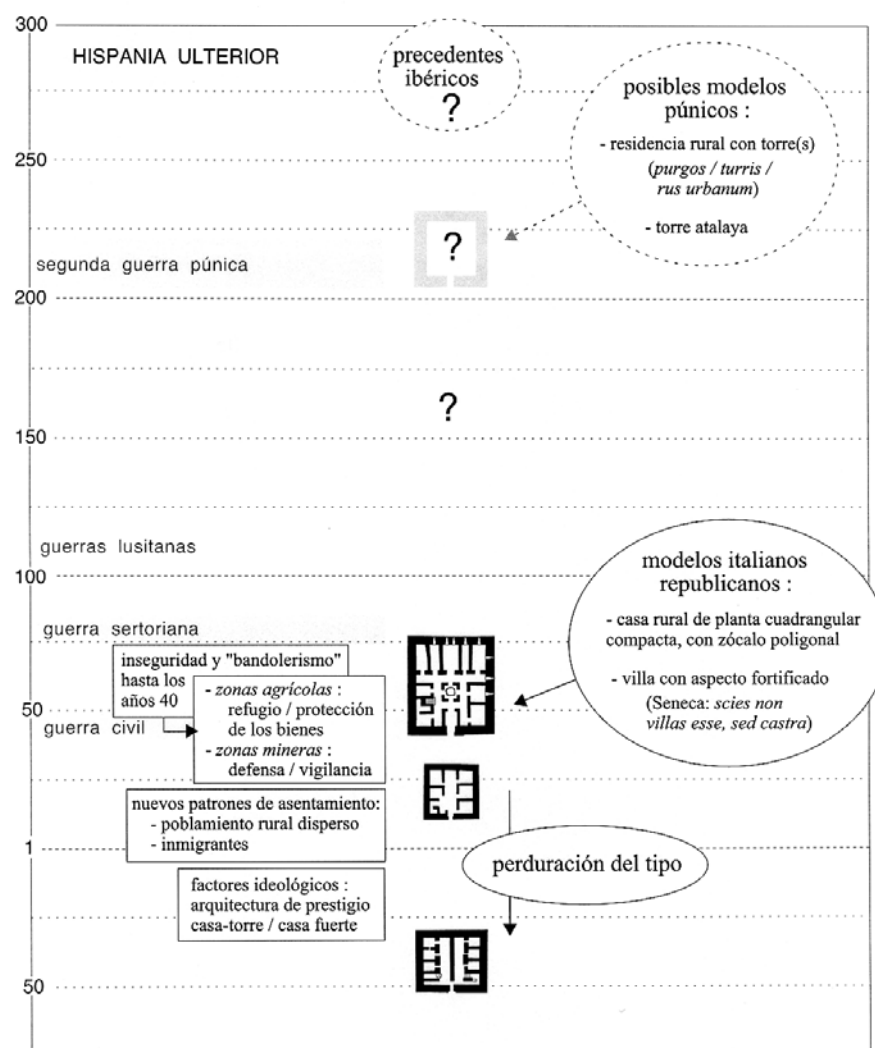 300
HISPANIA ULTERIOR
precedentes
ibéricos
?
posibles modelos
púnicos :
- residencia rural con torre(s)
(purgos / turris /
rus urbanum)
- torre atalaya
250
?
segunda guerra púnica
200
?
150
guerras lusitanas
100
modelos italianos
republicanos :
- casa rural de planta cuadrangular
compacta, con zócalo poligonal
- villa con aspecto fortificado
(Seneca: scies non
villas esse, sed castra)
guerra sertoriana
inseguridad y "bandolerismo"
hasta los
años 40
- zonas agrícolas :
refugio / protección
de los bienes
- zonas mineras :
defensa / vigilancia
50
guerra civil
nuevos patrones de asentamiento:
- poblamiento rural disperso
- inmigrantes
1
perduración del tipo
factores ideológicos :
arquitectura de prestigio
casa-torre / casa fuerte
50